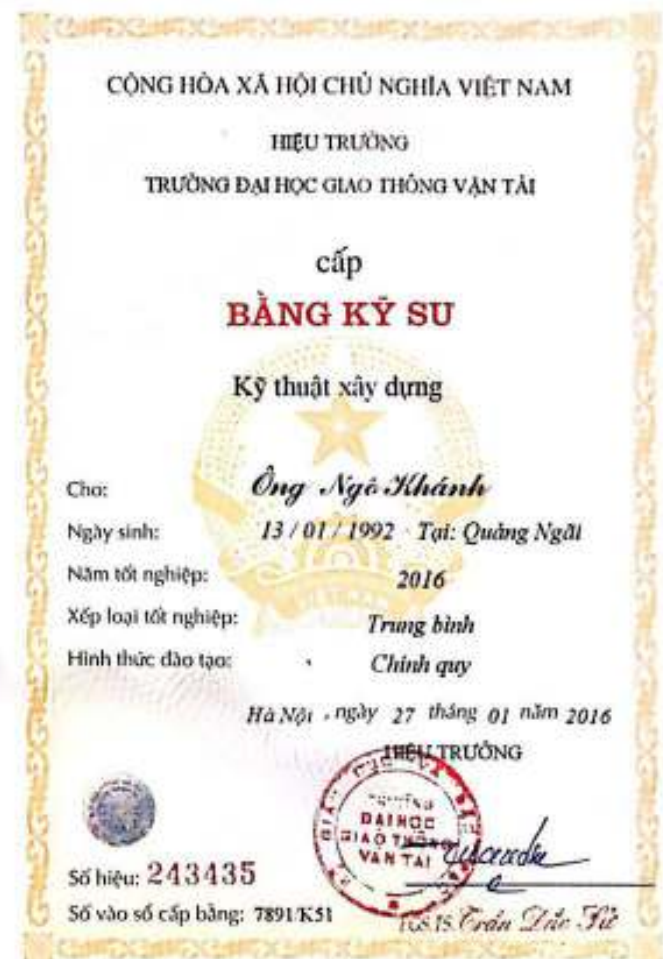 CỘNG HÒA XÃ HỘI CHỦ NGHĨA VIỆT NAM
HIỆU TRƯỞNG
TRƯỜNG ĐẠI HỌC GIAO THÔNG VẬN TẢI
cấp
BẰNG KỸ SƯ
Kỹ thuật xây dựng
Cho: Ông Ngô Khánh
Ngày sinh: 13 / 01 / 1992 Tại: Quảng Ngãi
Năm tốt nghiệp: 2016
Xếp loại tốt nghiệp: Trung bình
Hình thức đào tạo: Chính quy
Hà Nội, ngày 27 tháng 01 năm 2016
HIỆU TRƯỞNG
TRƯỜNG
ĐẠI HỌC
GIAO THÔNG
VẬN TẢI
Số hiệu: 243435
Số vào sổ cấp bằng: 7891/K51
PGS.TS. Trần Đắc Sử